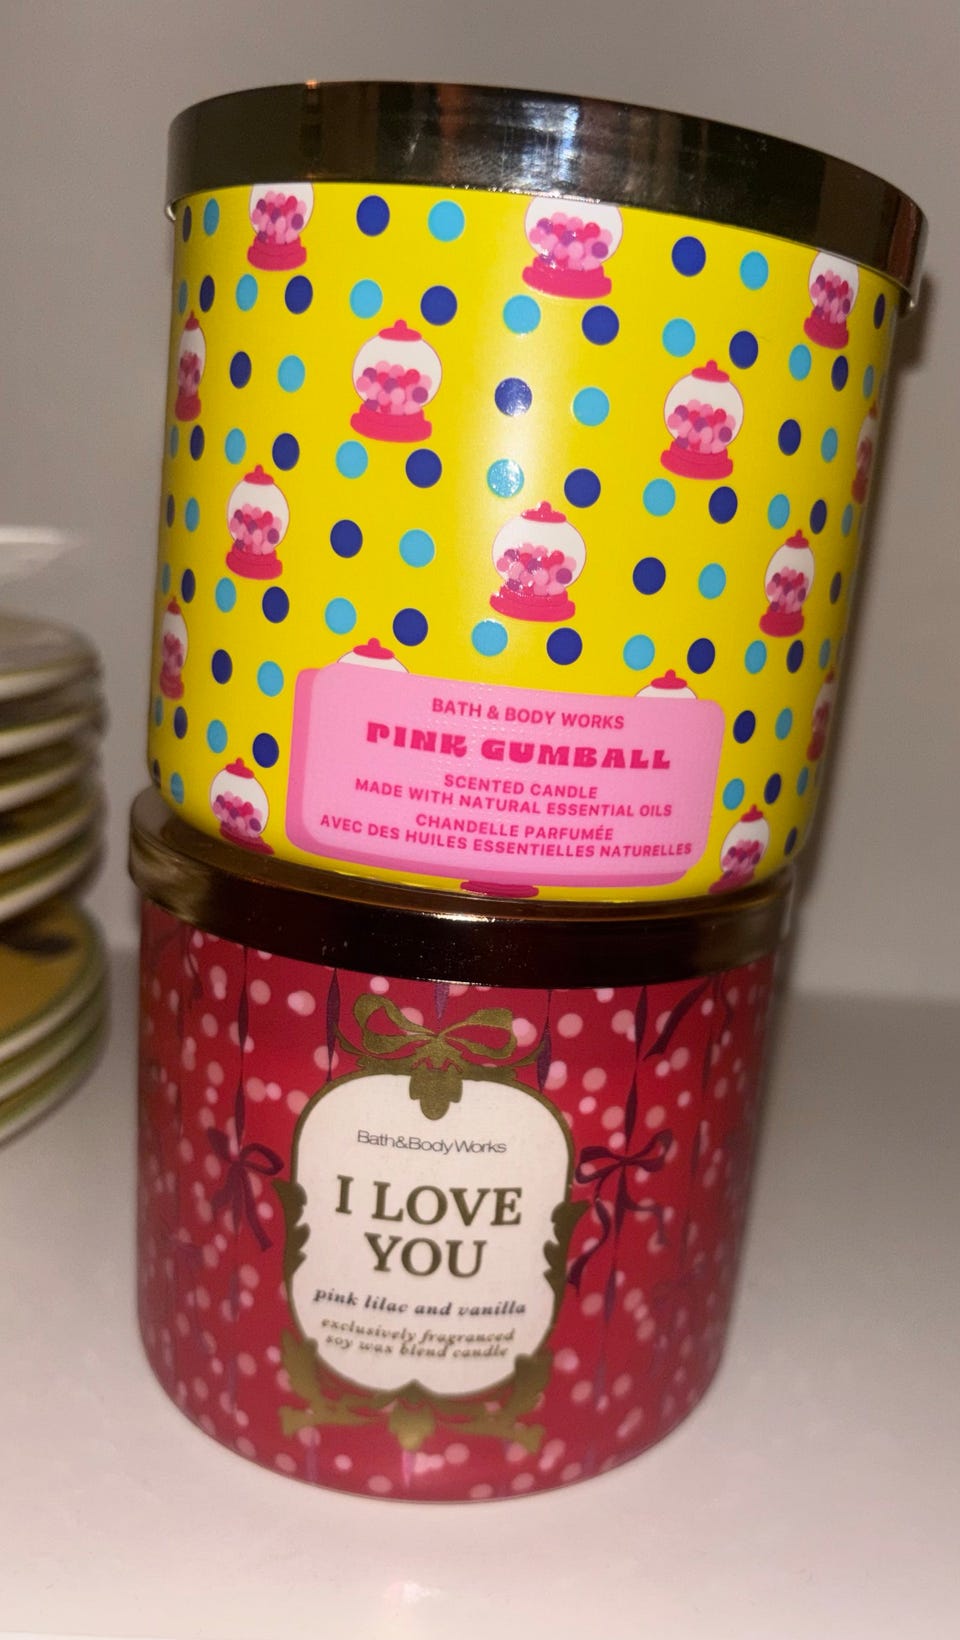 BATH & BODY WORKS
PINK GUMBALL
SCENTED CANDLE
MADE WITH NATURAL ESSENTIAL OILS
CHANDELLE PARFUMÉE
AVEC DES HUILES ESSENTIELLES NATURELLES
Bath&BodyWorks
I LOVE
YOU
pink lilac and vanilla
exclusively fragranced
soy wax blend candle